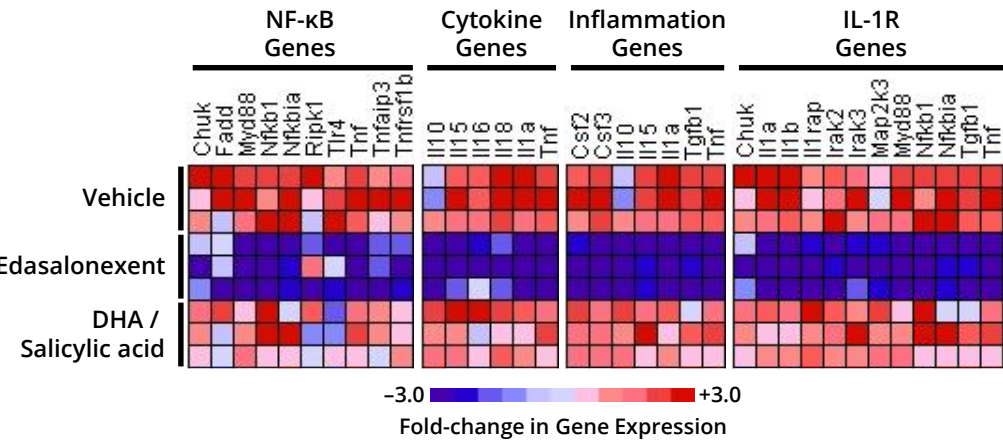 NF-κB
Genes
Cytokine
Genes
Inflammation
Genes
IL-1R
Genes
Chuk
Fadd
Myd88
Nfkb1
Nfkbia
Ripk1
Tlr4
Tnf
Tnfaip3
Tnfrsf1b
Il10
Il15
Il16
Il18
Il1a
Tnf
Csf2
Csf3
Il10
Il15
Il1a
Tgfb1
Tnf
Chuk
Il1a
Il1b
Il1rap
Irak2
Irak3
Map2k3
Myd88
Nfkb1
Nfkbia
Tgfb1
Tnf
Vehicle
Edasalonexent
DHA /
Salicylic acid
–3.0 +3.0
Fold-change in Gene Expression